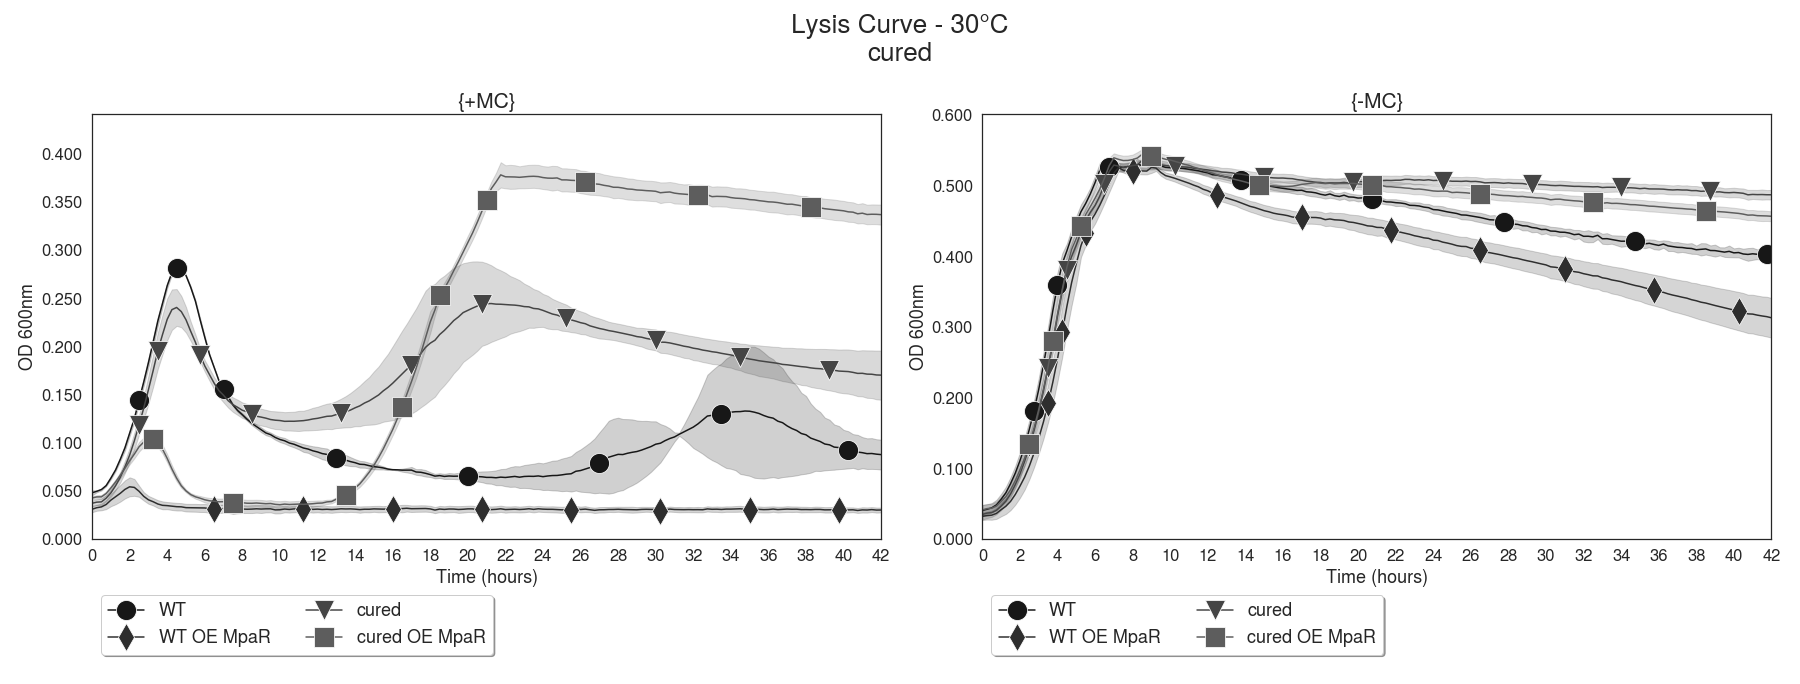 Lysis Curve - 30°C
cured
{+MC}
OD 600nm
0.400
0.350
0.300
0.250
0.200
0.150
0.100
0.050
0.000
0 2 4 6 8 10 12 14 16 18 20 22 24 26 28 30 32 34 36 38 40 42
Time (hours)
WT cured
WT OE MpaR cured OE MpaR
{-MC}
OD 600nm
0.600
0.500
0.400
0.300
0.200
0.100
0.000
0 2 4 6 8 10 12 14 16 18 20 22 24 26 28 30 32 34 36 38 40 42
Time (hours)
WT cured
WT OE MpaR cured OE MpaR